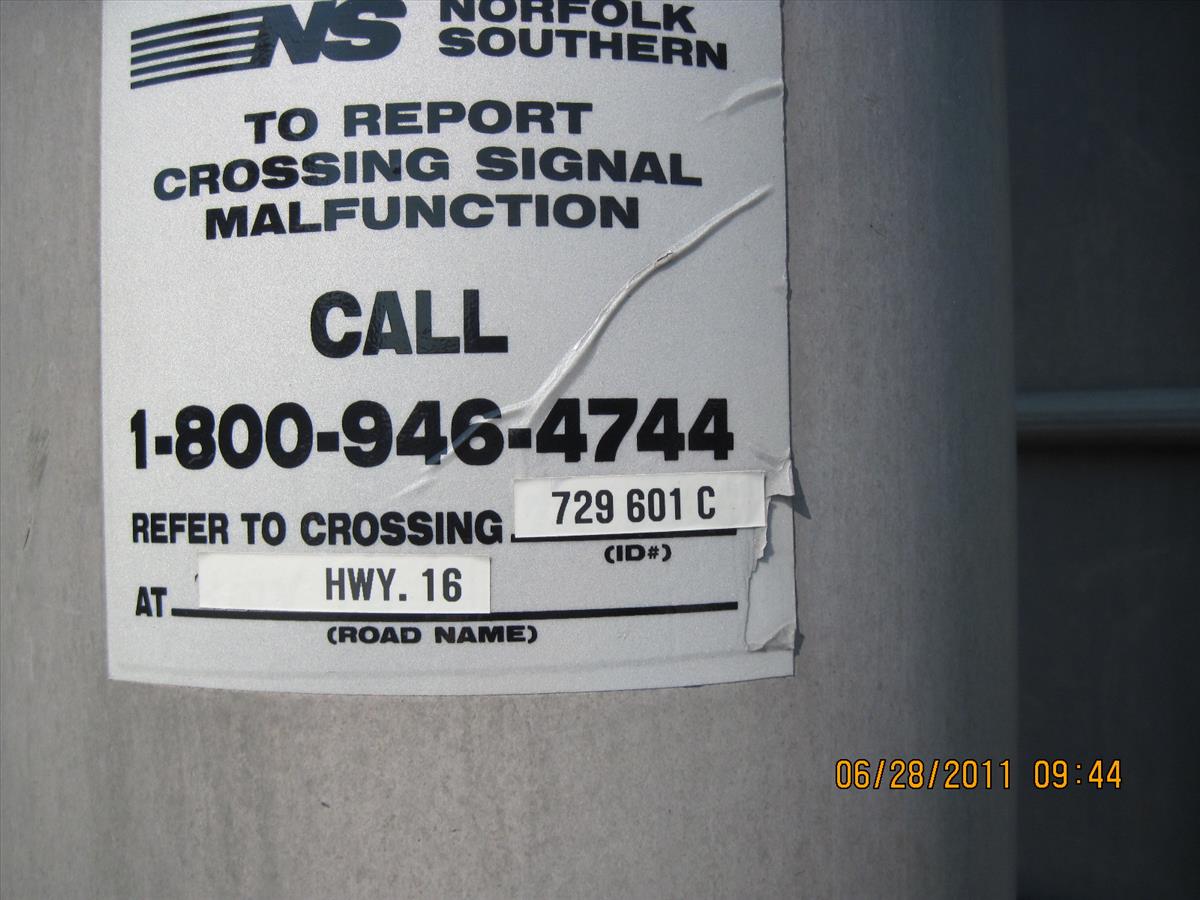 NS NORFOLK
SOUTHERN
TO REPORT
CROSSING SIGNAL
MALFUNCTION
CALL
1-800-946-4744
REFER TO CROSSING 729 601 C
(ID#)
AT HWY. 16
(ROAD NAME)
06/28/2011 09:44